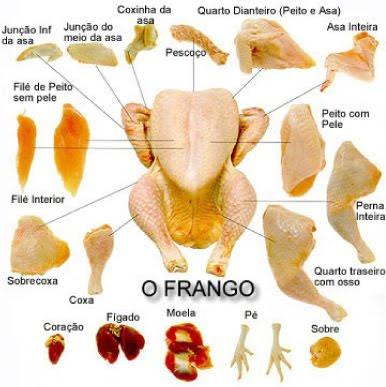 Junção Inf
da asa
Junção do
meio da asa
Coxinha da
asa
Pescoço
Quarto Dianteiro (Peito e Asa)
Asa Inteira
Filé de Peito
sem pele
Peito com
Pele
Filé Interior
Perna
Inteira
Sobrecoxa
Coxa
Quarto traseiro
com osso
O FRANGO
Coração
Fígado
Moela
Pé
Sobre